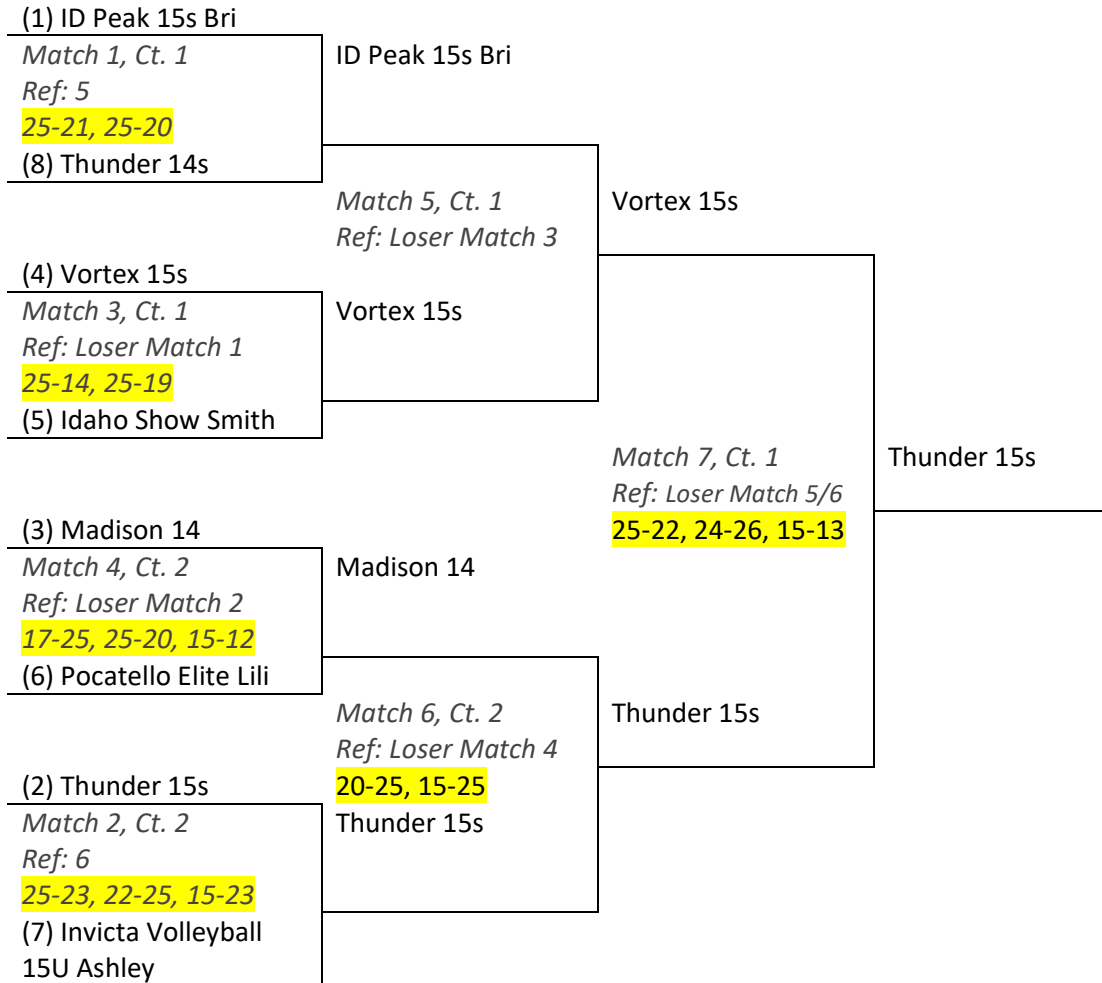 (1) ID Peak 15s Bri
Match 1, Ct. 1
Ref: 5
25-21, 25-20
(8) Thunder 14s
(4) Vortex 15s
Match 3, Ct. 1
Ref: Loser Match 1
25-14, 25-19
(5) Idaho Show Smith
(3) Madison 14
Match 4, Ct. 2
Ref: Loser Match 2
17-25, 25-20, 15-12
(6) Pocatello Elite Lili
(2) Thunder 15s
Match 2, Ct. 2
Ref: 6
25-23, 22-25, 15-23
(7) Invicta Volleyball
15U Ashley
ID Peak 15s Bri
Match 5, Ct. 1
Ref: Loser Match 3
Vortex 15s
Madison 14
Match 6, Ct. 2
Ref: Loser Match 4
20-25, 15-25
Thunder 15s
Vortex 15s
Match 7, Ct. 1
Ref: Loser Match 5/6
25-22, 24-26, 15-13
Thunder 15s
Thunder 15s